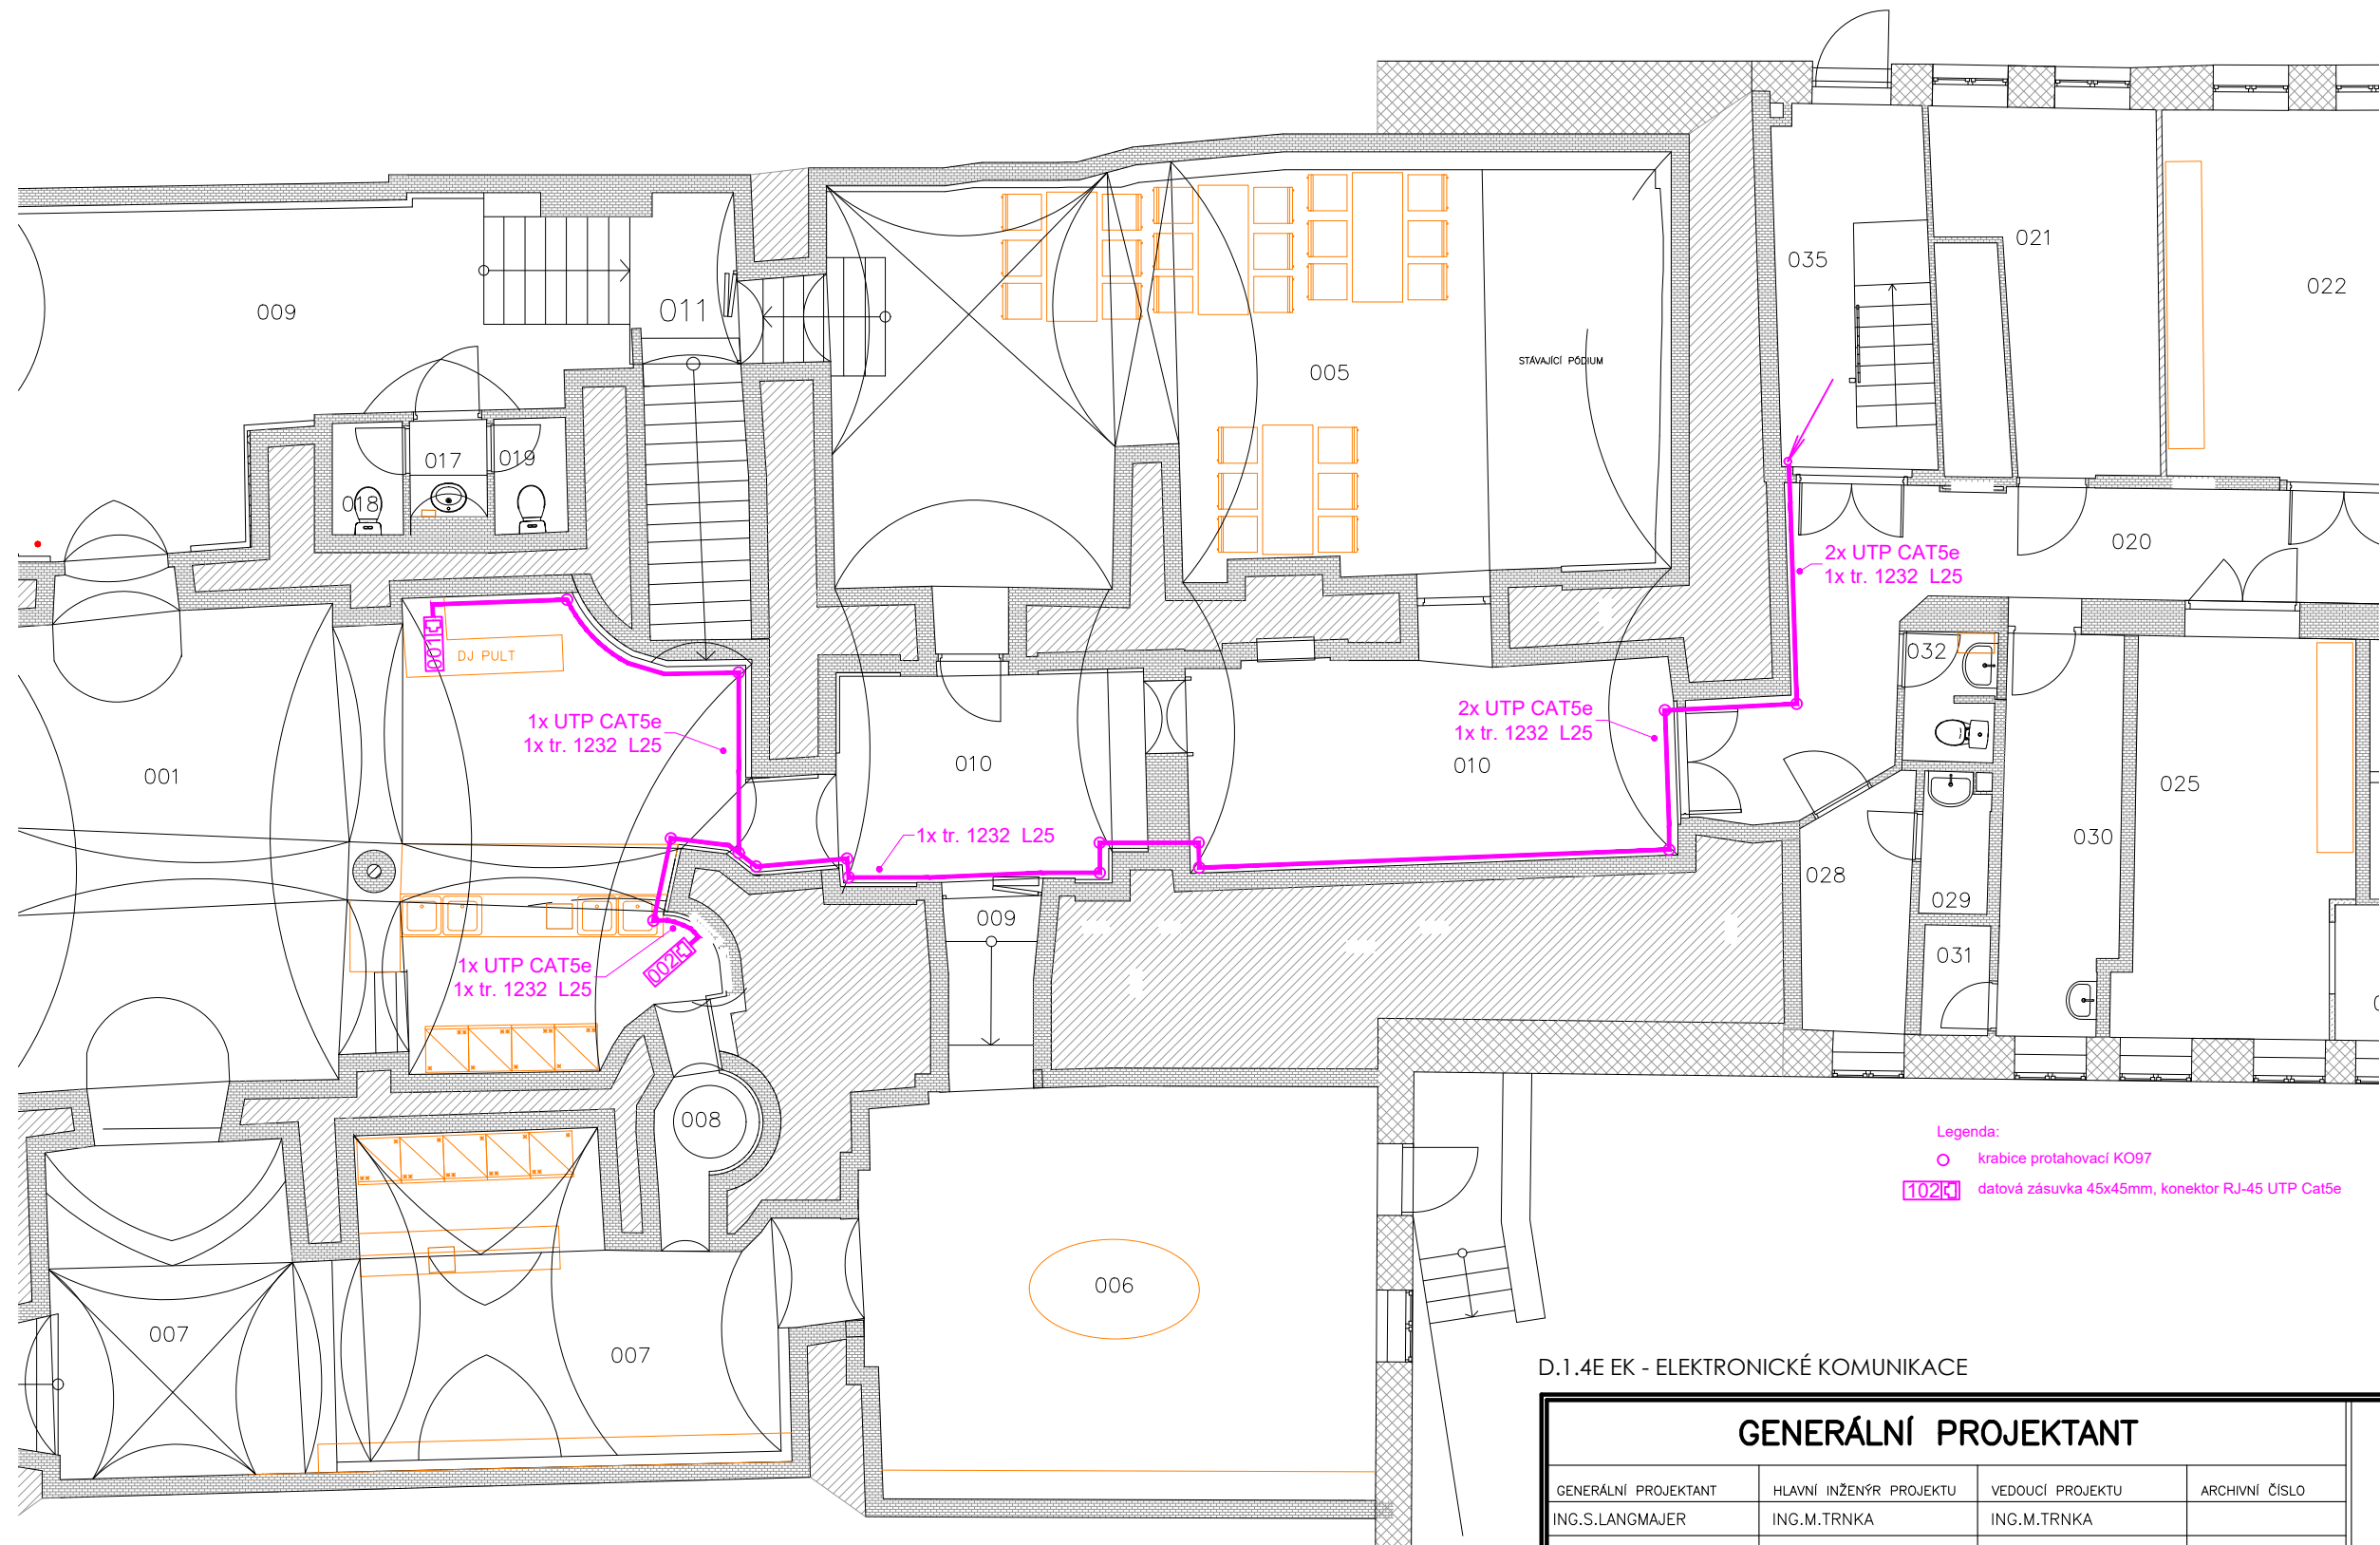 035
021
022
009
011
005
STÁVAJÍCÍ PÓDIUM
017
019
018
020
2x UTP CAT5e
1x tr. 1232  L25
001
DJ PULT
032
1x UTP CAT5e
1x tr. 1232  L25
2x UTP CAT5e
1x tr. 1232  L25
001
010
010
025
1x tr. 1232  L25
030
028
029
009
031
1x UTP CAT5e
1x tr. 1232  L25
002
008
Legenda:
krabice protahovací KO97
102
datová zásuvka 45x45mm, konektor RJ-45 UTP Cat5e
006
007
007
D.1.4E EK - ELEKTRONICKÉ KOMUNIKACE
GENERÁLNÍ PROJEKTANT
GENERÁLNÍ PROJEKTANT
HLAVNÍ INŽENÝR PROJEKTU
VEDOUCÍ PROJEKTU
ARCHIVNÍ ČÍSLO
ING.S.LANGMAJER
ING.M.TRNKA
ING.M.TRNKA